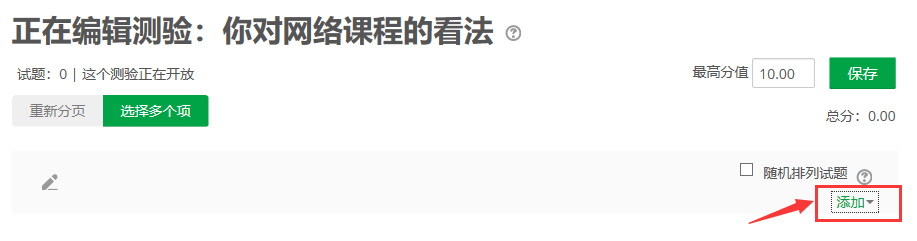 正在编辑测验：你对网络课程的看法
试题：0 | 这个测验正在开放
最高分值 10.00 保存
重新分页 选择多个项
总分：0.00
随机排列试题
添加